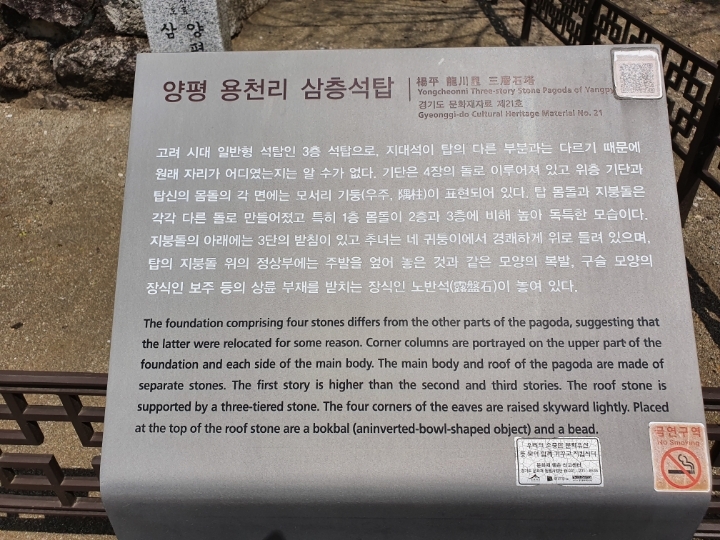 양평
삼
양평 용천리 삼층석탑
楊平 龍川里 三層石塔
Yongcheonni Three-story Stone Pagoda of Yangp
경기도 문화재자료 제21호
Gyeonggi-do Cultural Heritage Material No. 21
고려 시대 일반형 석탑인 3층 석탑으로, 지대석이 탑의 다른 부분과는 다르기 때문에
원래 자리가 어디였는지는 알 수가 없다. 기단은 4장의 돌로 이루어져 있고 위층 기단과
탑신의 몸돌의 각 면에는 모서리 기둥(우주, 隅柱)이 표현되어 있다. 탑 몸돌과 지붕돌은
각각 다른 돌로 만들어졌고 특히 1층 몸돌이 2층과 3층에 비해 높아 독특한 모습이다.
지붕돌의 아래에는 3단의 받침이 있고 추녀는 네 귀퉁이에서 경쾌하게 위로 들려 있으며,
탑의 지붕돌 위의 정상부에는 주발을 엎어 놓은 것과 같은 모양의 복발, 구슬 모양의
장식인 보주 등의 상륜 부재를 받치는 장식인 노반석(露盤石)이 놓여 있다.
The foundation comprising four stones differs from the other parts of the pagoda, suggesting that
the latter were relocated for some reason. Corner columns are portrayed on the upper part of the
foundation and each side of the main body. The main body and roof of the pagoda are made of
separate stones. The first story is higher than the second and third stories. The roof stone is
supported by a three-tiered stone. The four corners of the eaves are raised skyward lightly. Placed
at the top of the roof stone are a bokbal (aninverted-bowl-shaped object) and a bead.
우리의 소중한 문화유산
금연구역
No Smoking